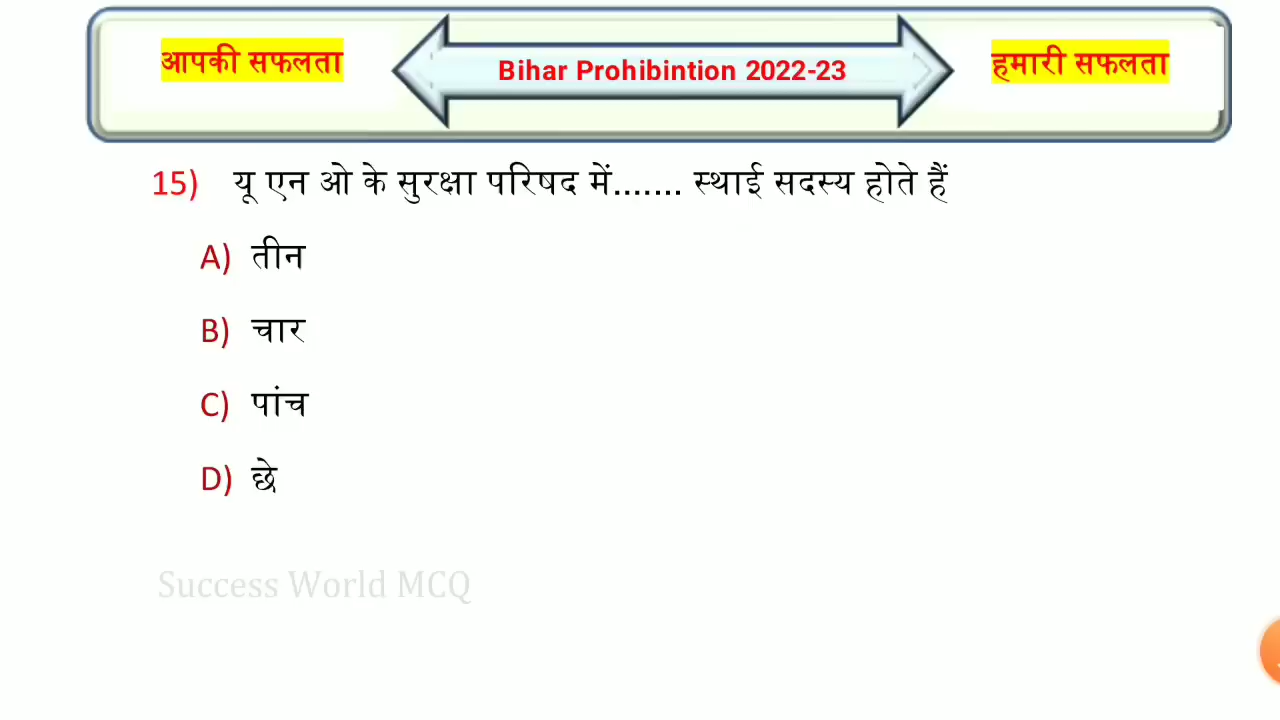 आपकी सफलता
Bihar Prohibintion 2022-23
हमारी सफलता
15) यू एन ओ के सुरक्षा परिषद में....... स्थाई सदस्य होते हैं
A) तीन
B) चार
C) पांच
D) छे
Success World MCQ